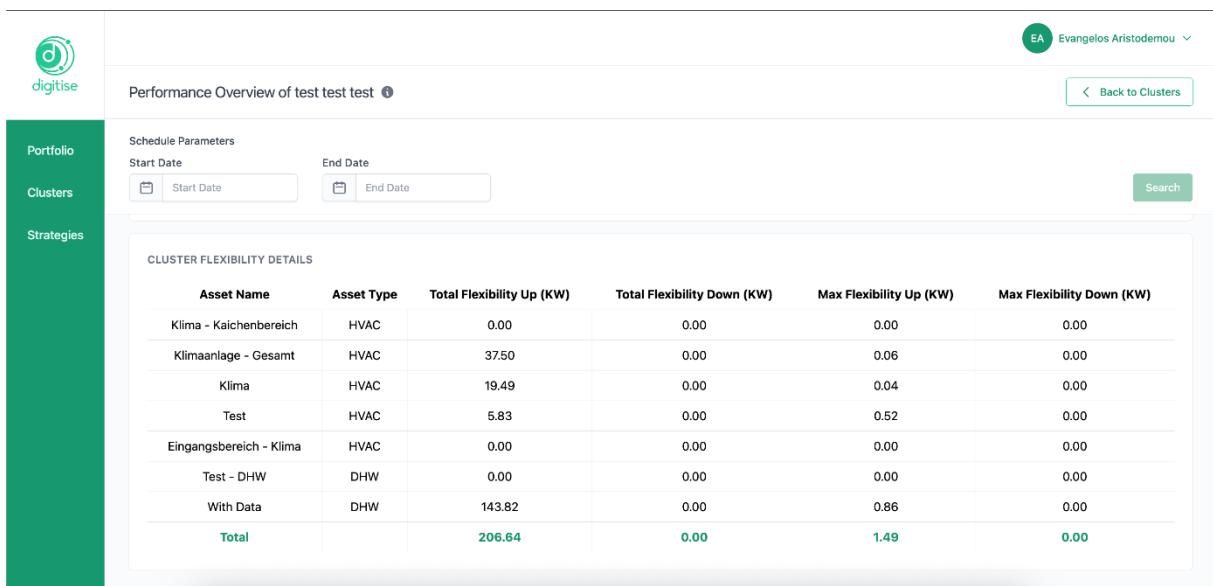 EA Evangelos Aristodemou
d
digitise
Performance Overview of test test test i
Back to Clusters
Portfolio
Clusters
Strategies
Schedule Parameters
Start Date End Date
Start Date End Date Search
CLUSTER FLEXIBILITY DETAILS
Asset Name Asset Type Total Flexibility Up (KW) Total Flexibility Down (KW) Max Flexibility Up (KW) Max Flexibility Down (KW)
Klima - Kaichenbereich HVAC 0.00 0.00 0.00 0.00
Klimaanlage - Gesamt HVAC 37.50 0.00 0.06 0.00
Klima HVAC 19.49 0.00 0.04 0.00
Test HVAC 5.83 0.00 0.52 0.00
Eingangsbereich - Klima HVAC 0.00 0.00 0.00 0.00
Test - DHW DHW 0.00 0.00 0.00 0.00
With Data DHW 143.82 0.00 0.86 0.00
Total 206.64 0.00 1.49 0.00